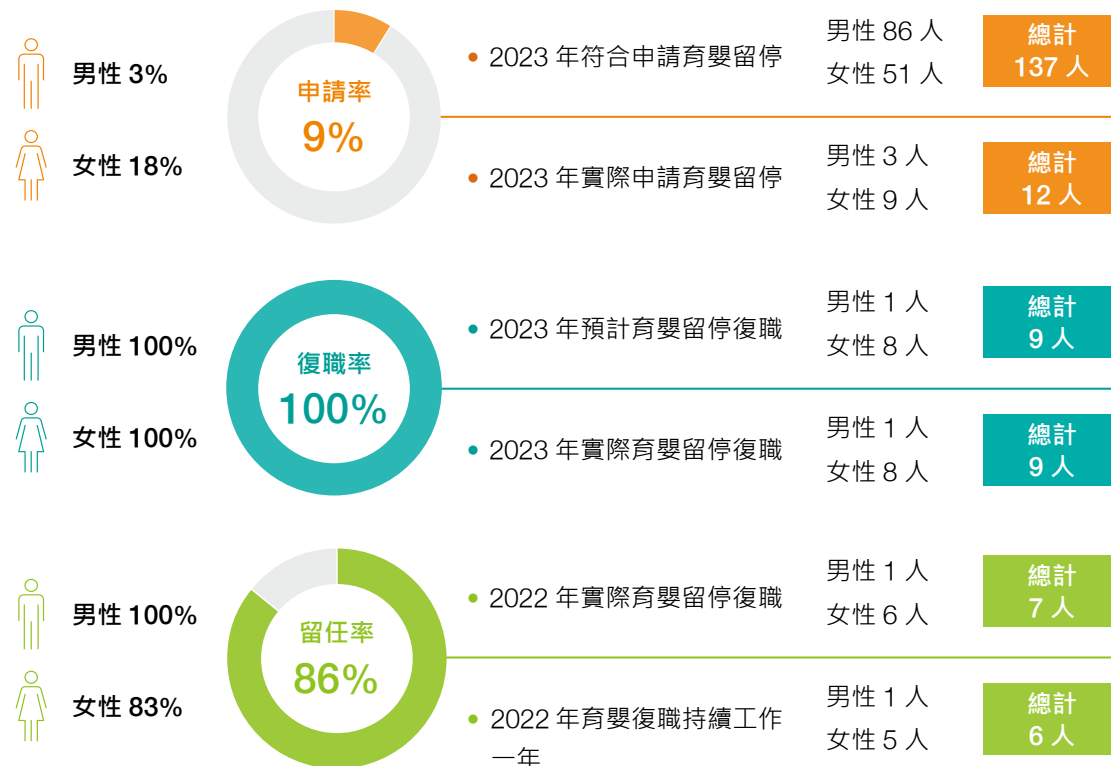 男性 3%
女性 18%
申請率
9%
• 2023 年符合申請育嬰留停
男性 86 人
女性 51 人
總計
137 人
• 2023 年實際申請育嬰留停
男性 3 人
女性 9 人
總計
12 人
男性 100%
女性 100%
復職率
100%
• 2023 年預計育嬰留停復職
男性 1 人
女性 8 人
總計
9 人
• 2023 年實際育嬰留停復職
男性 1 人
女性 8 人
總計
9 人
男性 100%
女性 83%
留任率
86%
• 2022 年實際育嬰留停復職
男性 1 人
女性 6 人
總計
7 人
• 2022 年育嬰復職持續工作
一年
男性 1 人
女性 5 人
總計
6 人